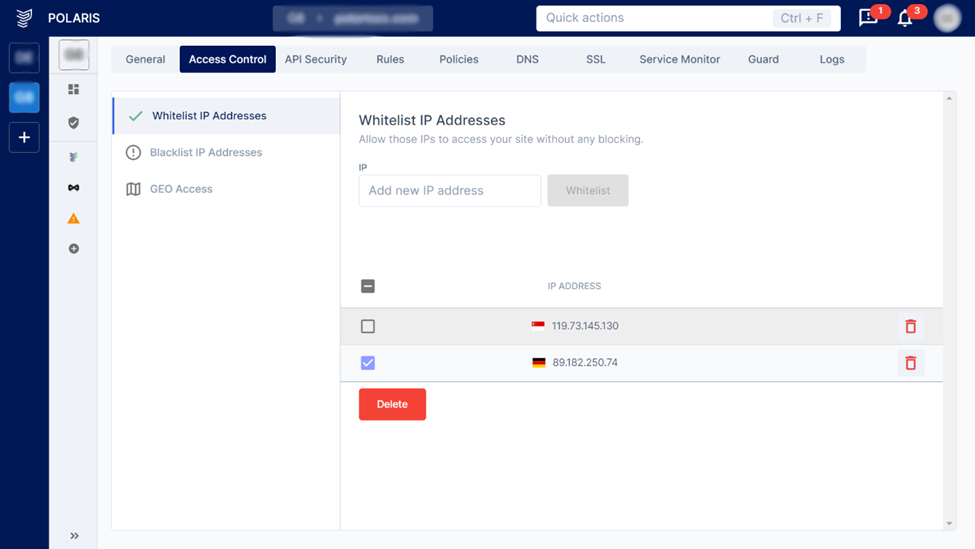 POLARIS
Quick actions
Ctrl + F
1
3
General
Access Control
API Security
Rules
Policies
DNS
SSL
Service Monitor
Guard
Logs
Whitelist IP Addresses
Blacklist IP Addresses
GEO Access
Whitelist IP Addresses
Allow those IPs to access your site without any blocking.
IP
Add new IP address
Whitelist
IP ADDRESS
119.73.145.130
89.182.250.74
Delete